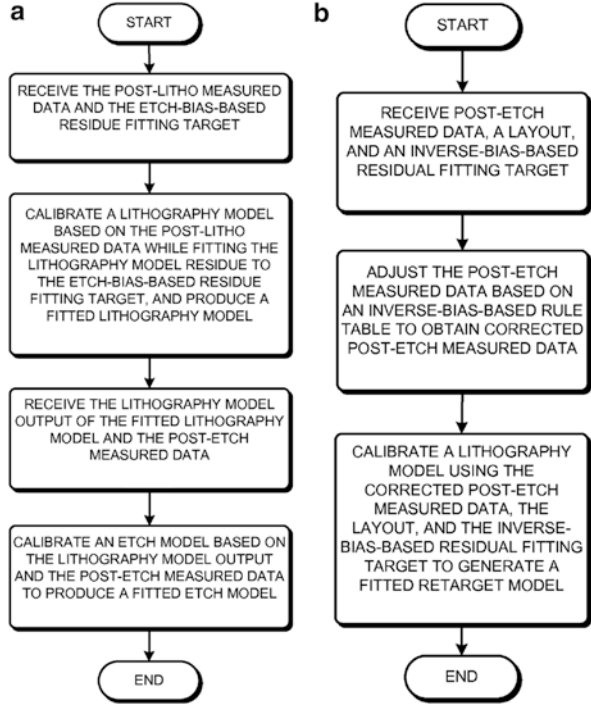 a
START
RECEIVE THE POST-LITHO MEASURED
DATA AND THE ETCH-BIAS-BASED
RESIDUE FITTING TARGET
CALIBRATE A LITHOGRAPHY MODEL
BASED ON THE POST-LITHO
MEASURED DATA WHILE FITTING THE
LITHOGRAPHY MODEL RESIDUE TO
THE ETCH-BIAS-BASED RESIDUE
FITTING TARGET, AND PRODUCE A
FITTED LITHOGRAPHY MODEL
RECEIVE THE LITHOGRAPHY MODEL
OUTPUT OF THE FITTED LITHOGRAPHY
MODEL AND THE POST-ETCH
MEASURED DATA
CALIBRATE AN ETCH MODEL BASED ON
THE LITHOGRAPHY MODEL OUTPUT
AND THE POST-ETCH MEASURED DATA
TO PRODUCE A FITTED ETCH MODEL
END
b
START
RECEIVE POST-ETCH
MEASURED DATA, A LAYOUT,
AND AN INVERSE-BIAS-BASED
RESIDUAL FITTING TARGET
ADJUST THE POST-ETCH
MEASURED DATA BASED ON
AN INVERSE-BIAS-BASED RULE
TABLE TO OBTAIN CORRECTED
POST-ETCH MEASURED DATA
CALIBRATE A LITHOGRAPHY
MODEL USING THE
CORRECTED POST-ETCH
MEASURED DATA, THE
LAYOUT, AND THE INVERSE-
BIAS-BASED RESIDUAL FITTING
TARGET TO GENERATE A
FITTED RETARGET MODEL
END